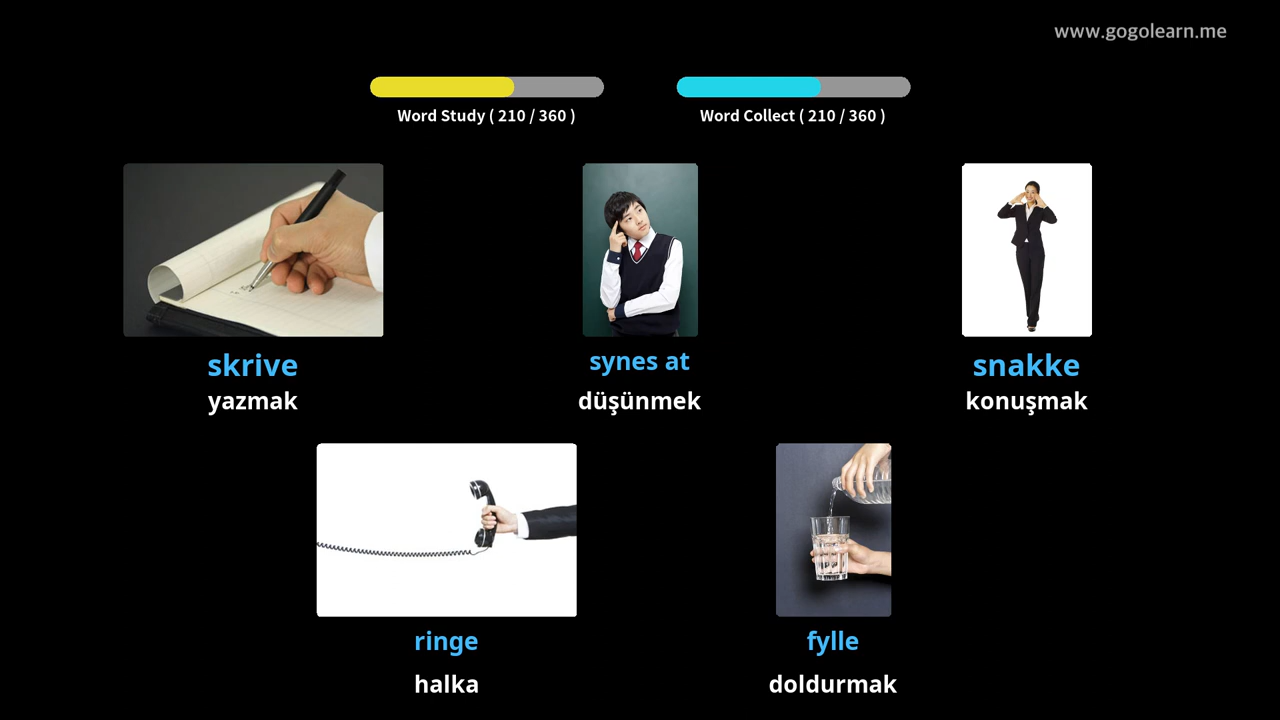 www.gogolearn.me
Word Study ( 210 / 360 )
Word Collect ( 210 / 360 )
skrive
yazmak
synes at
düşünmek
snakke
konuşmak
ringe
halka
fylle
doldurmak